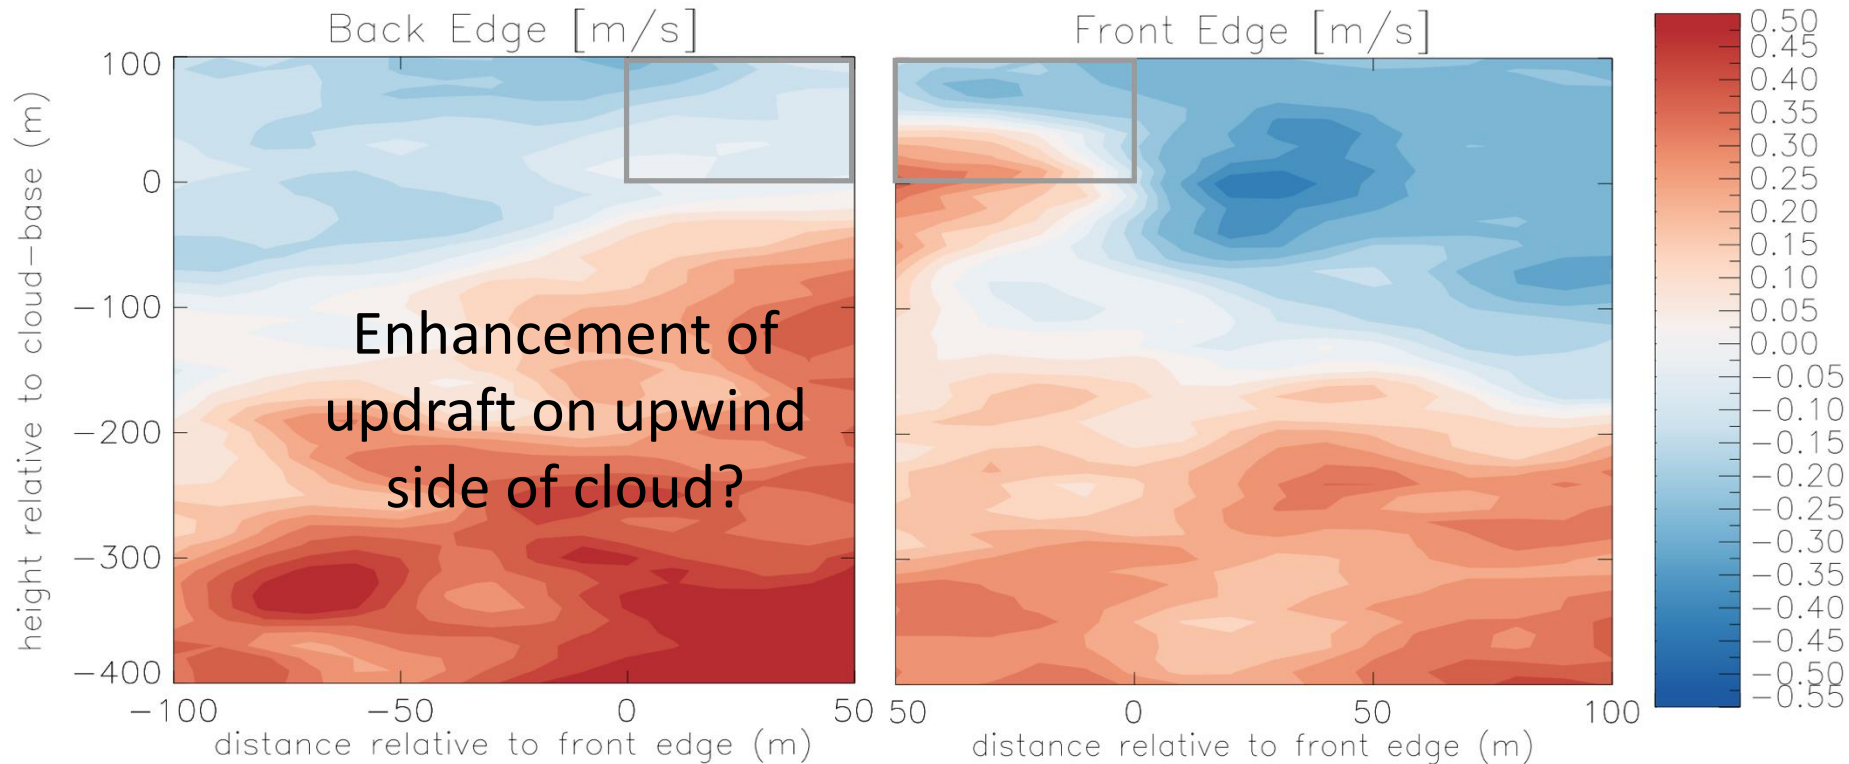 Back Edge [m/s]
Front Edge [m/s]
height relative to cloud-base (m)
100
0
-100
-200
-300
-400
Enhancement of
updraft on upwind
side of cloud?
-100 -50 0 50
distance relative to front edge (m)
50 0 50 100
distance relative to front edge (m)
0.50
0.45
0.40
0.35
0.30
0.25
0.20
0.15
0.10
0.05
0.00
-0.05
-0.10
-0.15
-0.20
-0.25
-0.30
-0.35
-0.40
-0.45
-0.50
-0.55